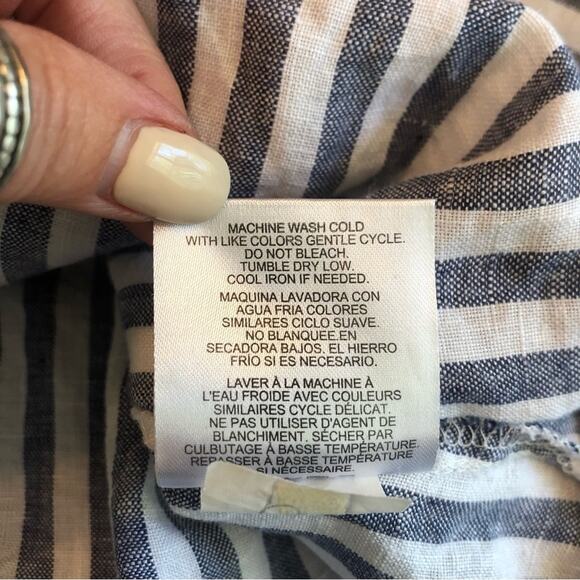 MACHINE WASH COLD
WITH LIKE COLORS GENTLE CYCLE.
DO NOT BLEACH.
TUMBLE DRY LOW.
COOL IRON IF NEEDED.
MAQUINA LAVADORA CON
AGUA FRIA COLORES
SIMILARES CICLO SUAVE.
NO BLANQUEE.EN
SECADORA BAJOS. EL HIERRO
FRÍO SI ES NECESARIO.
LAVER À LA MACHINE À
L'EAU FROIDE AVEC COULEURS
SIMILAIRES CYCLE DÉLICAT.
NE PAS UTILISER D'AGENT DE
BLANCHIMENT. SÉCHER PAR
CULBUTAGE À BASSE TEMPÉRATURE.
REPASSER À BASSE TEMPÉRATURE
SI NÉCESSAIRE.